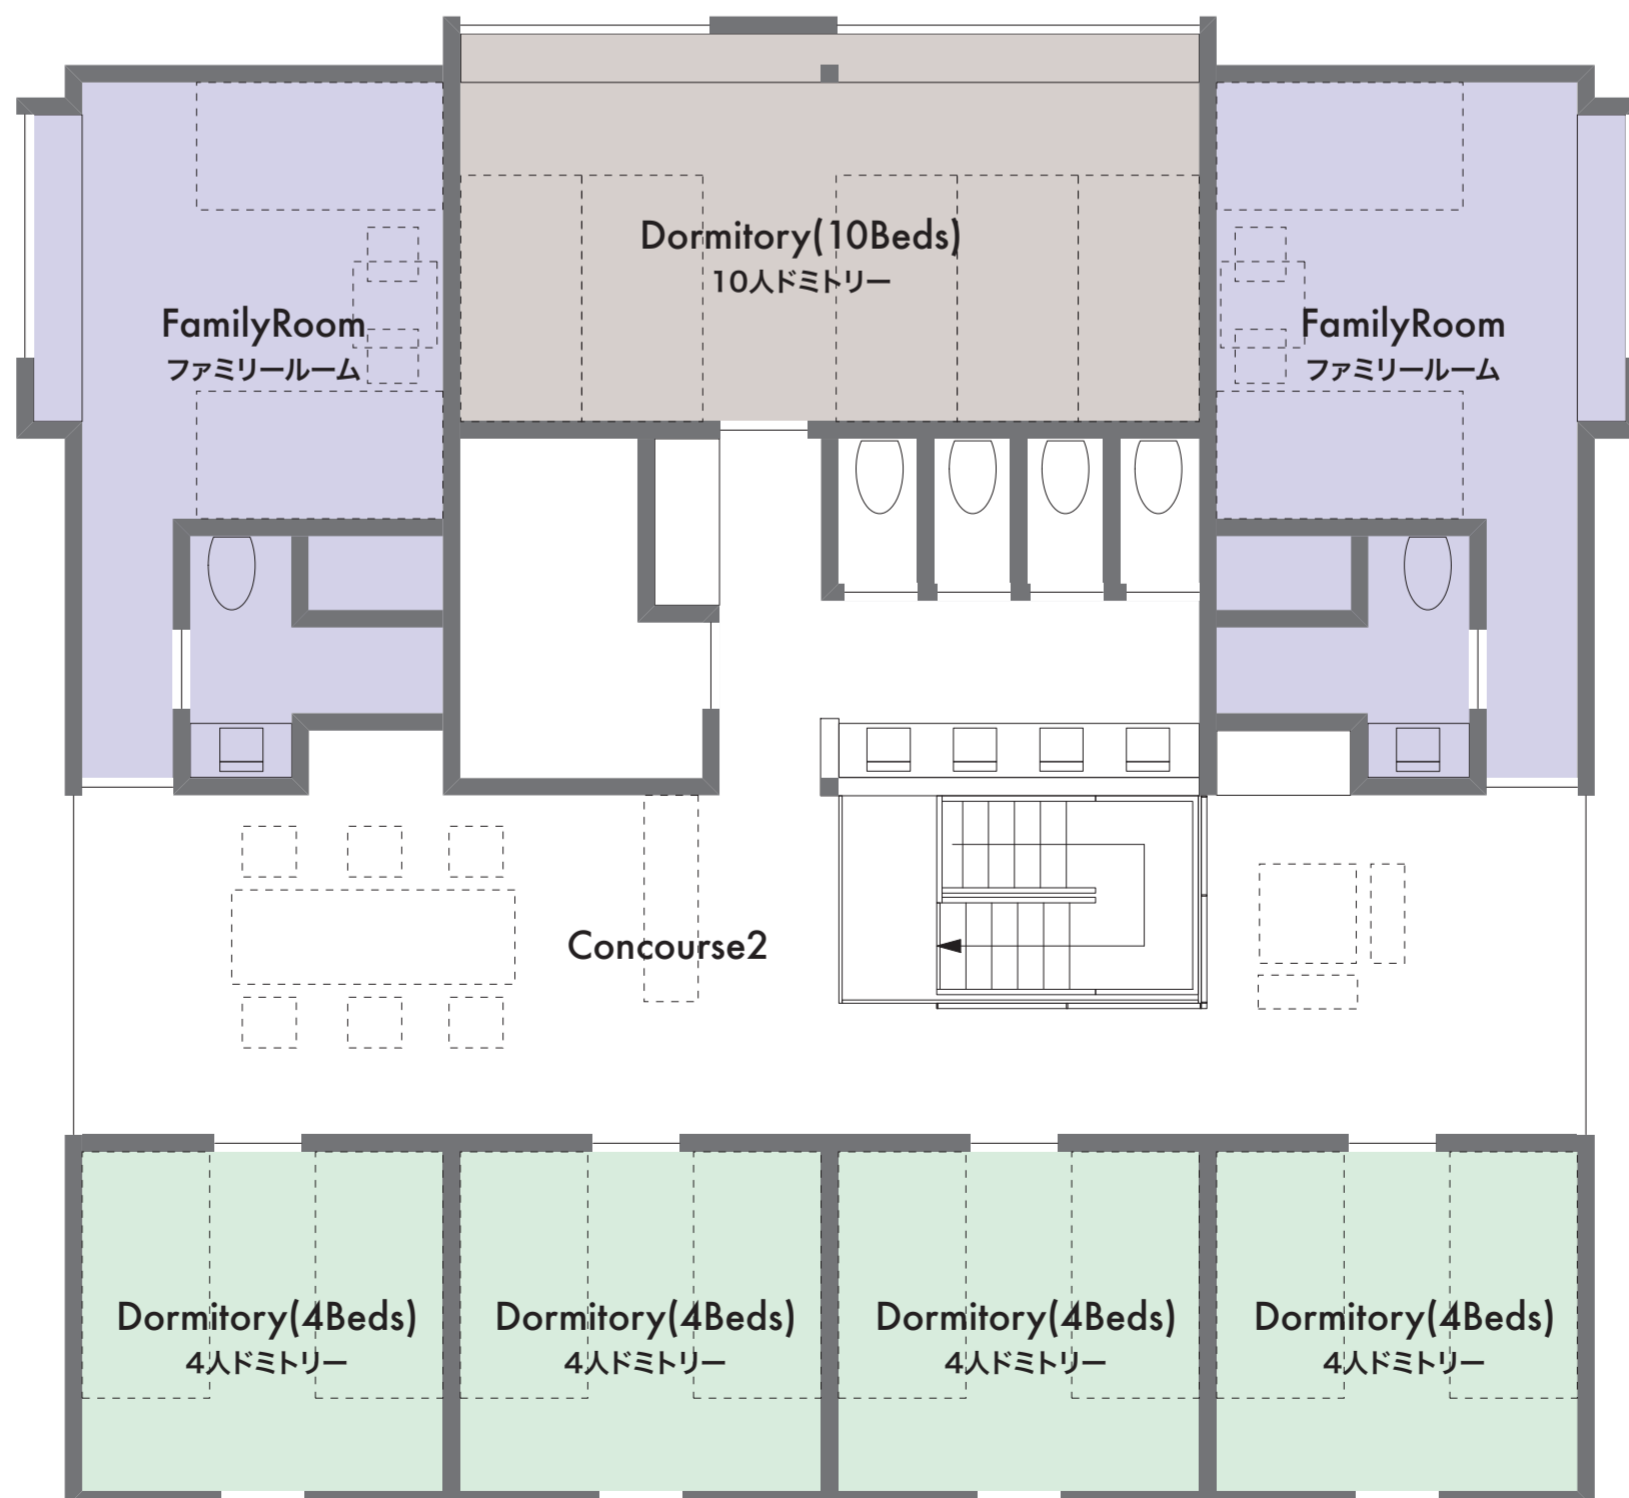 Dormitory(10Beds)
10人ドミトリー
FamilyRoom
ファミリールーム
FamilyRoom
ファミリールーム
Concourse2
Dormitory(4Beds)
4人ドミトリー
Dormitory(4Beds)
4人ドミトリー
Dormitory(4Beds)
4人ドミトリー
Dormitory(4Beds)
4人ドミトリー